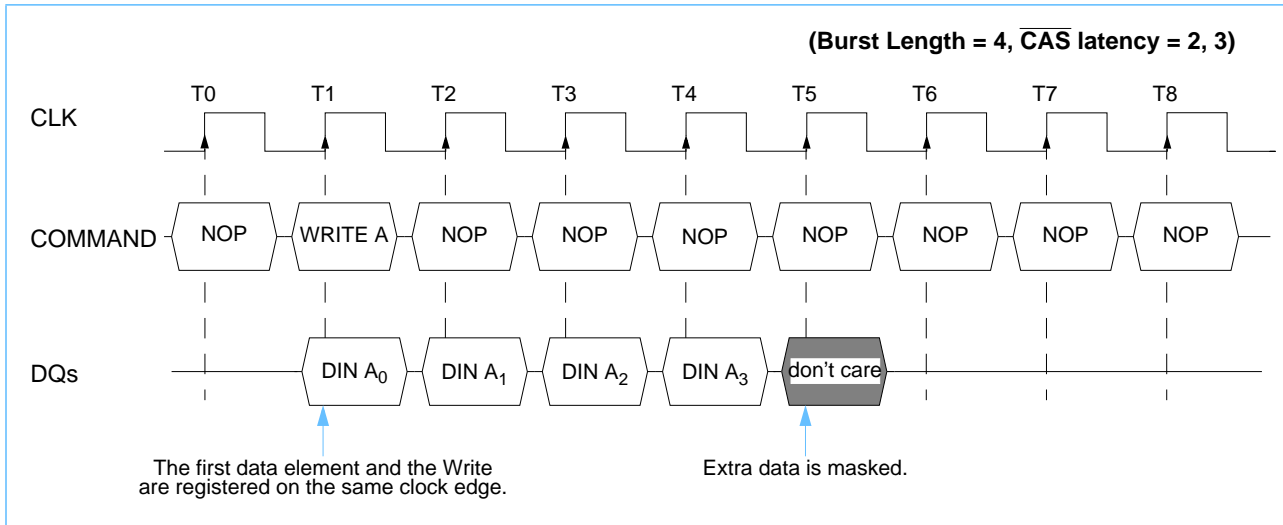 (Burst Length = 4, CAS latency = 2, 3)
T0 T1 T2 T3 T4 T5 T6 T7 T8
CLK
COMMAND NOP WRITE A NOP NOP NOP NOP NOP NOP NOP
DQs DIN A0 DIN A1 DIN A2 DIN A3 don't care
The first data element and the Write
are registered on the same clock edge.
Extra data is masked.